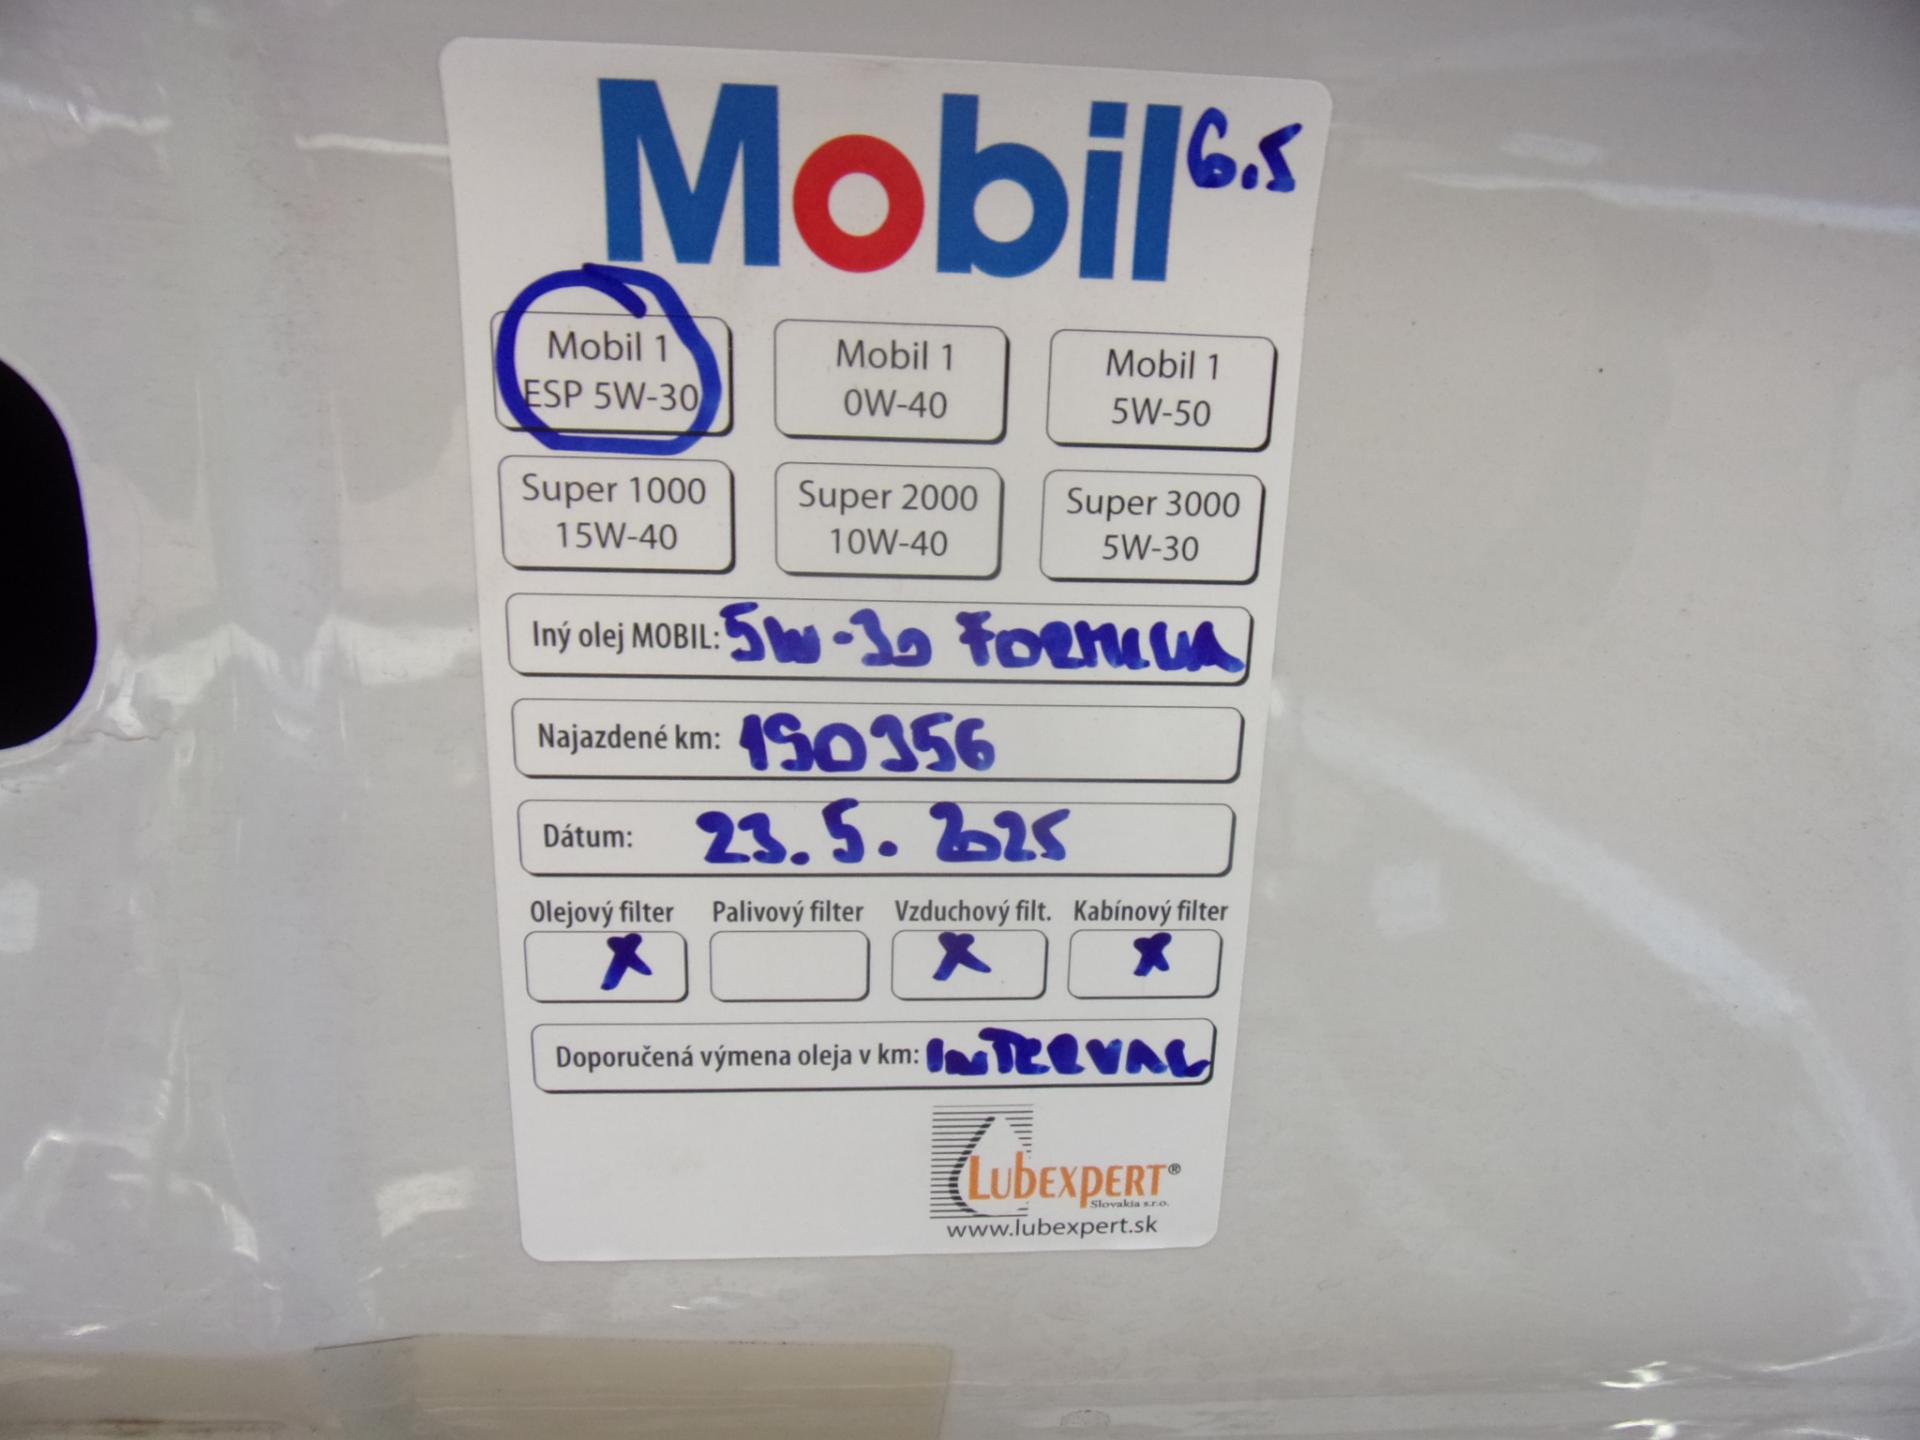 Mobil 6.5
Mobil 1 Mobil 1 Mobil 1
ESP 5W-30 0W-40 5W-50
Super 1000 Super 2000 Super 3000
15W-40 10W-40 5W-30
Iný olej MOBIL: 5W-30 FORMULA
Najazdené km: 190356
Dátum: 23.5.2025
Olejový filter Palivový filter Vzduchový filt. Kabínový filter
X X X
Doporučená výmena oleja v km: INTERVAL
LUBEXPERT®
Slovakia s.r.o.
www.lubexpert.sk